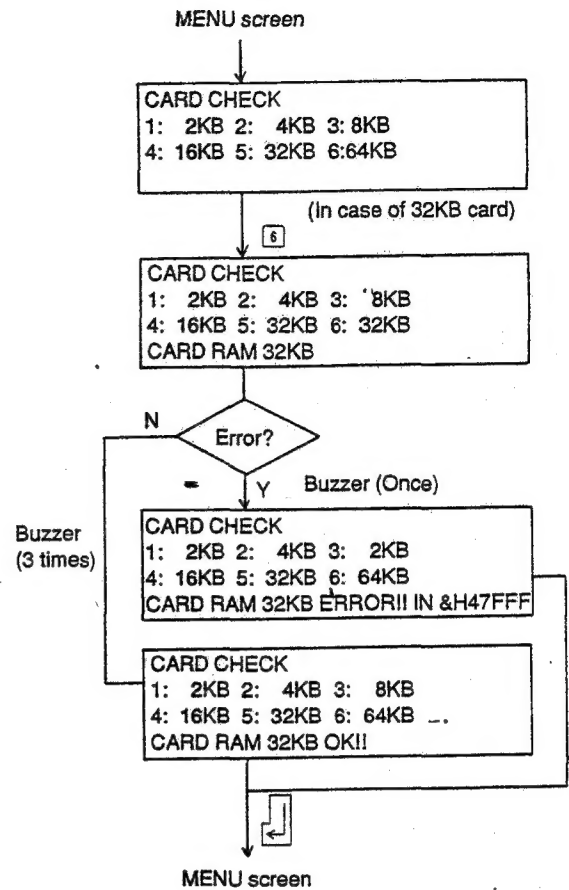 MENU screen
CARD CHECK
1: 2KB 2: 4KB 3: 8KB
4: 16KB 5: 32KB 6:64KB
(In case of 32KB card)
6
CARD CHECK
1: 2KB 2: 4KB 3: 8KB
4: 16KB 5: 32KB 6: 32KB
CARD RAM 32KB
N
Error?
Y
Buzzer (Once)
Buzzer
(3 times)
CARD CHECK
1: 2KB 2: 4KB 3: 2KB
4: 16KB 5: 32KB 6: 64KB
CARD RAM 32KB ERROR!! IN &H47FFF
CARD CHECK
1: 2KB 2: 4KB 3: 8KB
4: 16KB 5: 32KB 6: 64KB
CARD RAM 32KB OK!!
↵
MENU screen